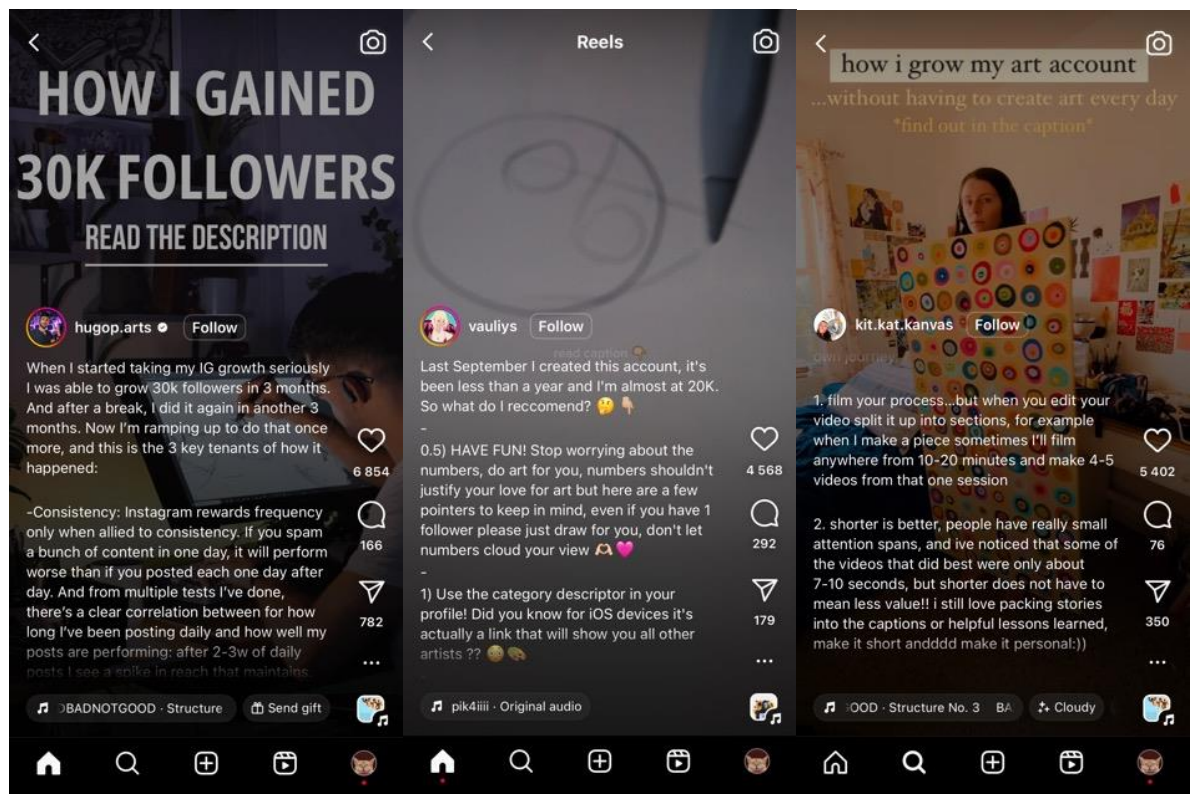 HOW I GAINED
30K FOLLOWERS
READ THE DESCRIPTION
hugop.arts
Follow
When I started taking my IG growth seriously
I was able to grow 30k followers in 3 months.
And after a break, I did it again in another 3
months. Now I'm ramping up to do that once
more, and this is the 3 key tenants of how it
happened:
-Consistency: Instagram rewards frequency
only when allied to consistency. If you spam
a bunch of content in one day, it will perform
worse than if you posted each one day after
day. And from multiple tests I've done,
there's a clear correlation between for how
long I've been posting daily and how well my
posts are performing: after 2-3w of daily
posts I see a spike in reach that maintains
6 854
166
782
BADNOTGOOD · Structure
Send gift
Reels
read caption
vauliys
Follow
Last September I created this account, it's
been less than a year and I'm almost at 20K.
So what do I reccomend? 🤔👇🏼
-
0.5) HAVE FUN! Stop worrying about the
numbers, do art for you, numbers shouldn't
justify your love for art but here are a few
pointers to keep in mind, even if you have 1
follower please just draw for you, don't let
numbers cloud your view 🫶🏼💗
-
1) Use the category descriptor in your
profile! Did you know for iOS devices it's
actually a link that will show you all other
artists ?? 😳🎨
4 568
292
179
pik4iiii · Original audio
how i grow my art account
...without having to create art every day
*find out in the caption*
kit.kat.kanvas
Follow
own journey
1. film your process...but when you edit your
video split it up into sections, for example
when I make a piece sometimes I'll film
anywhere from 10-20 minutes and make 4-5
videos from that one session
2. shorter is better, people have really small
attention spans, and ive noticed that some of
the videos that did best were only about
7-10 seconds, but shorter does not have to
mean less value!! i still love packing stories
into the captions or helpful lessons learned,
make it short andddd make it personal:))
5 402
76
350
OOD · Structure No. 3 BA
Cloudy